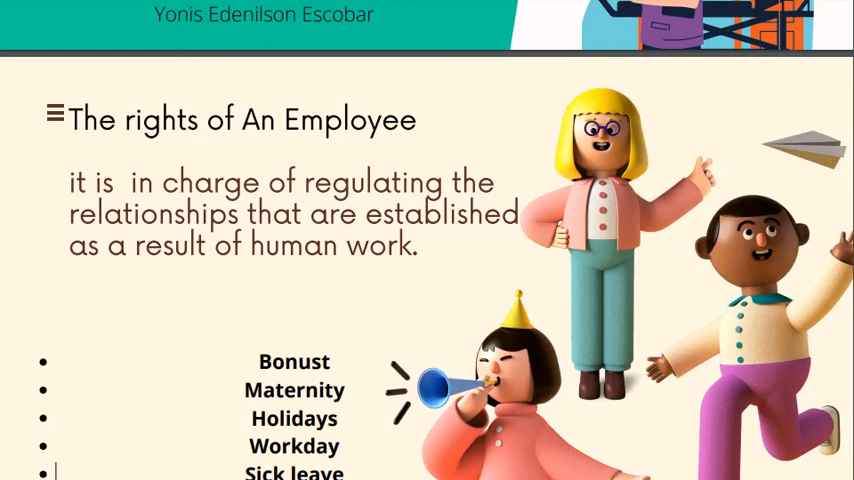 Yonis Edenilson Escobar
The rights of An Employee
it is in charge of regulating the
relationships that are established
as a result of human work.
Bonust
Maternity
Holidays
Workday
Sick leave